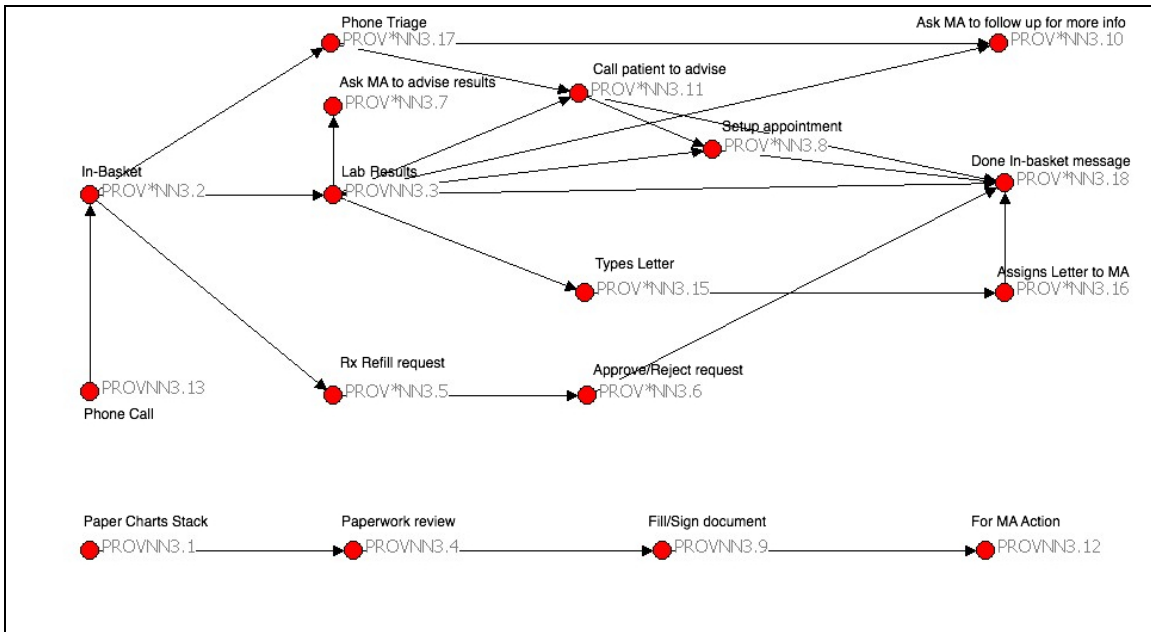 Phone Triage
PROV*NN3.17
Ask MA to follow up for more info
PROV*NN3.10
Call patient to advise
PROV*NN3.11
Ask MA to advise results
PROV*NN3.7
Setup appointment
PROV*NN3.8
In-Basket
PROV*NN3.2
Lab Results
PROVNN3.3
Done In-basket message
PROV*NN3.18
Types Letter
PROV*NN3.15
Assigns Letter to MA
PROV*NN3.16
Rx Refill request
PROV*NN3.5
Approve/Reject request
PROV*NN3.6
PROVNN3.13
Phone Call
Paper Charts Stack
PROVNN3.1
Paperwork review
PROVNN3.4
Fill/Sign document
PROVNN3.9
For MA Action
PROVNN3.12